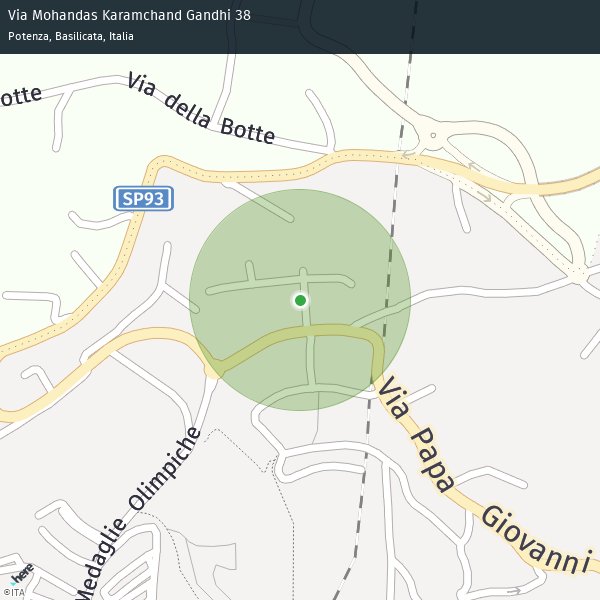 Via Mohandas Karamchand Gandhi 38
Potenza, Basilicata, Italia
otte
Via della Botte
SP93
Via Papa Giovanni
Medaglie Olimpiche
here
©ITA